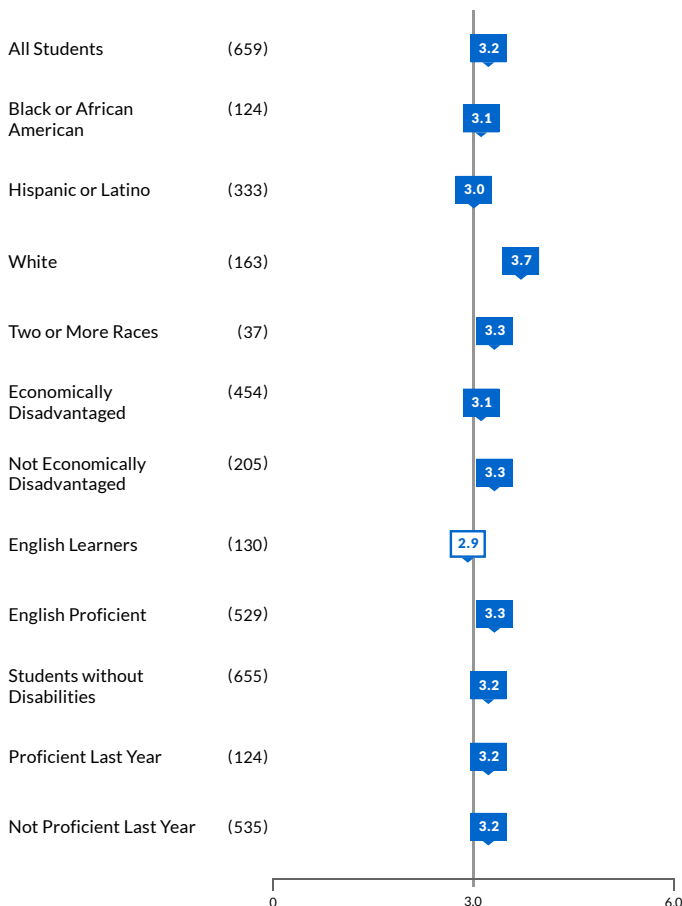 All Students (659) 3.2
Black or African (124) 3.1
American
Hispanic or Latino (333) 3.0
White (163) 3.7
Two or More Races (37) 3.3
Economically (454) 3.1
Disadvantaged
Not Economically (205) 3.3
Disadvantaged
English Learners (130) 2.9
English Proficient (529) 3.3
Students without (655) 3.2
Disabilities
Proficient Last Year (124) 3.2
Not Proficient Last Year (535) 3.2
0 3.0 6.0